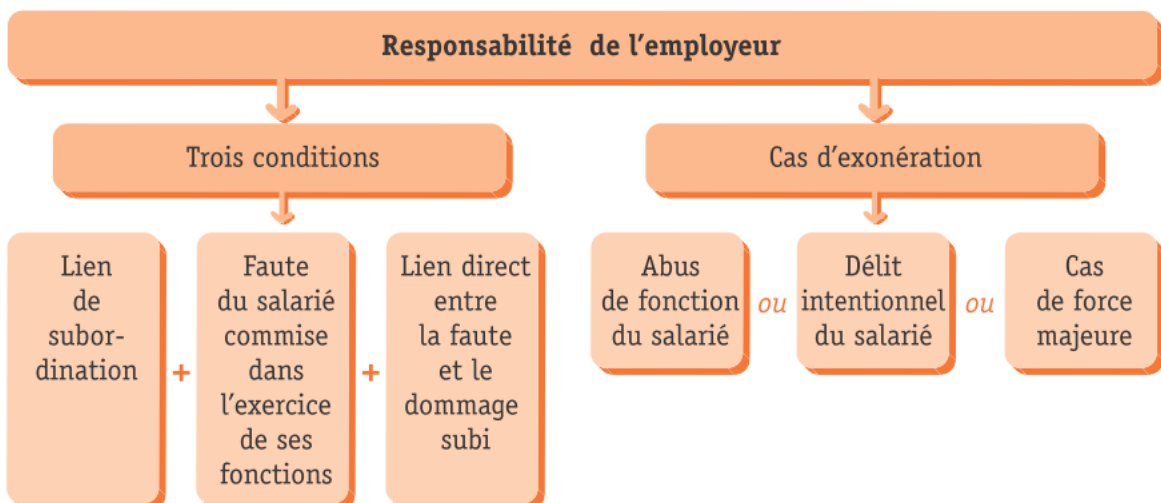 Responsabilité de l'employeur
Trois conditions
Cas d'exonération
Lien
de
subor-
dination
+
Faute
du salarié
commise
dans
l'exercice
de ses
fonctions
+
Lien direct
entre
la faute
et le
dommage
subi
Abus
de fonction
du salarié
ou
Délit
intentionnel
du salarié
ou
Cas
de force
majeure